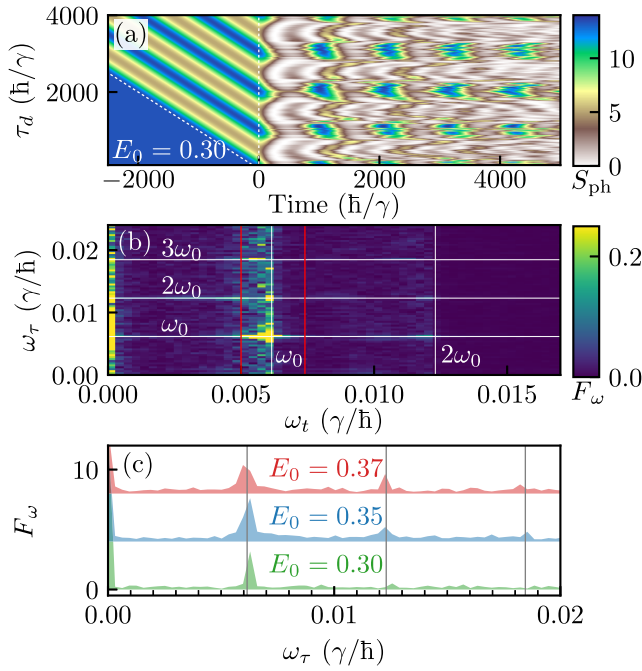 (a)
4000
2000
0
τ_d (ħ/γ)
E_0 = 0.30
−2000 0 2000 4000
Time (ħ/γ)
10
5
0
S_ph
(b)
0.02
0.01
0.00
ω_τ (γ/ħ)
3ω_0
2ω_0
ω_0
ω_0
2ω_0
0.000 0.005 0.010 0.015
ω_t (γ/ħ)
0.2
0.0
F_ω
(c)
10
0
F_ω
E_0 = 0.37
E_0 = 0.35
E_0 = 0.30
0.00 0.01 0.02
ω_τ (γ/ħ)